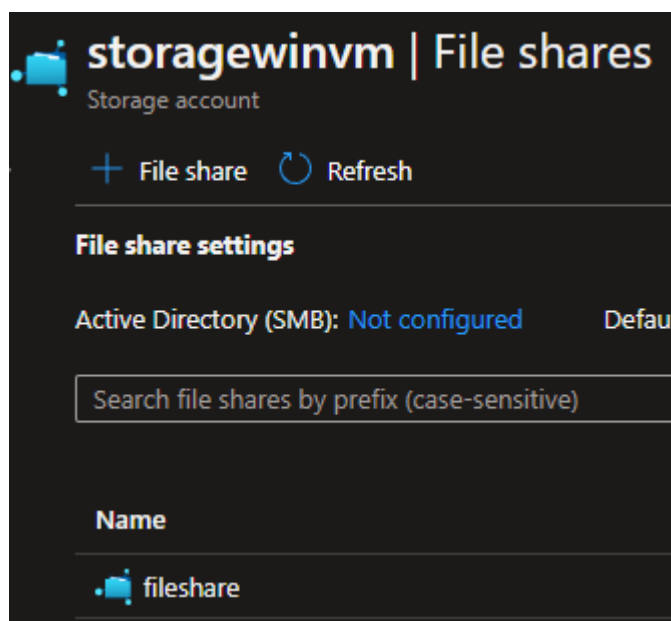 storagewinvm | File shares
Storage account
File share Refresh
File share settings
Active Directory (SMB): Not configured Defau
Search file shares by prefix (case-sensitive)
Name
fileshare